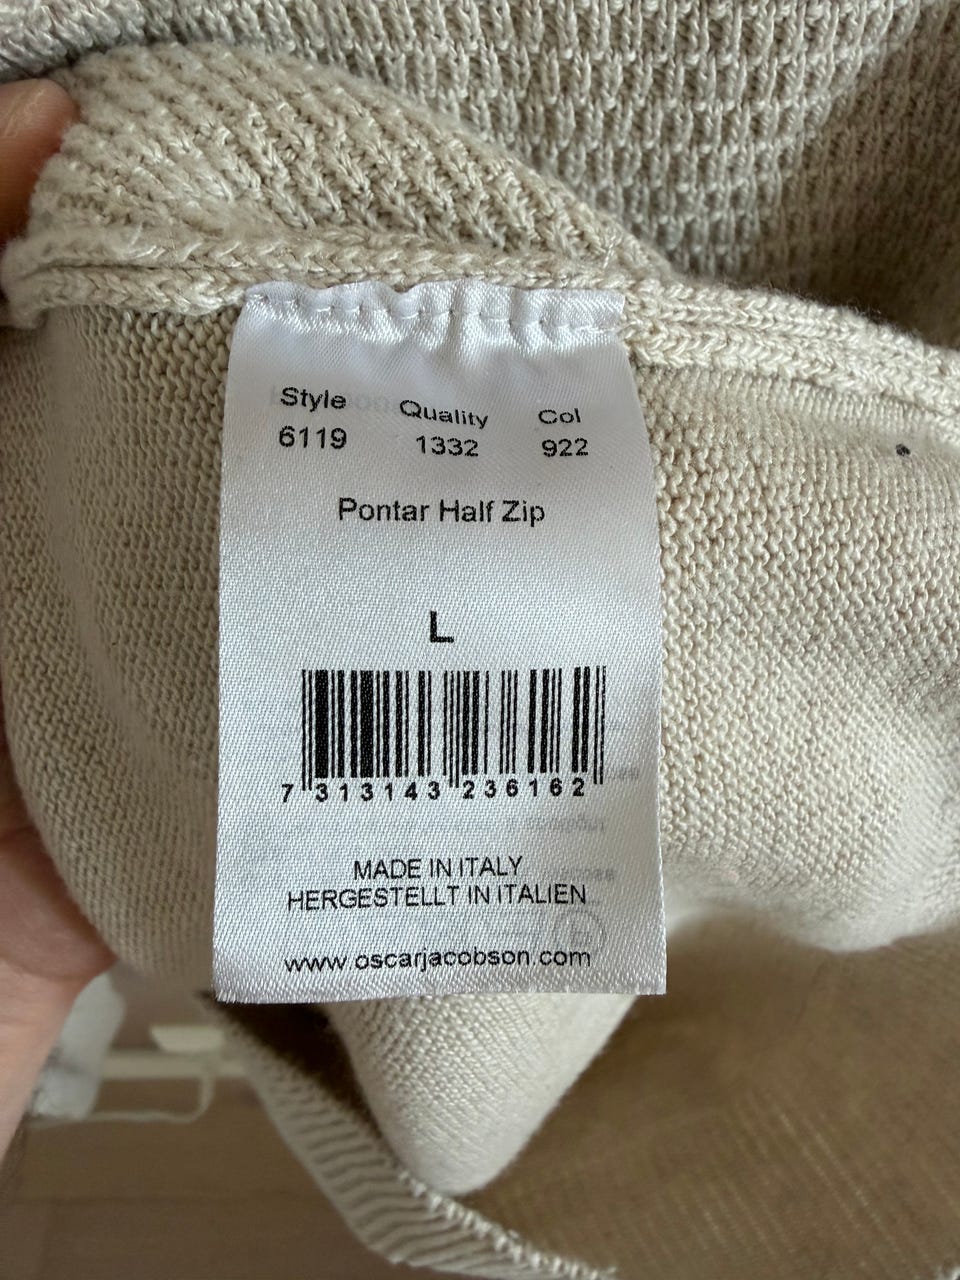 Style Quality Col
6119 1332 922
Pontar Half Zip
L
7 313143 236162
MADE IN ITALY
HERGESTELLT IN ITALIEN
www.oscarjacobson.com